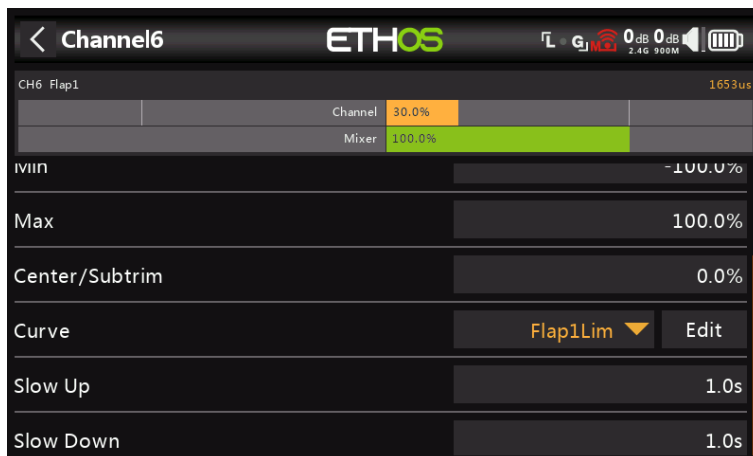 Channel6
ETHOS
L G M 0dB 0dB
2.4G 900M
CH6 Flap1 1653us
Channel 30.0%
Mixer 100.0%
Min -100.0%
Max 100.0%
Center/Subtrim 0.0%
Curve Flap1Lim Edit
Slow Up 1.0s
Slow Down 1.0s